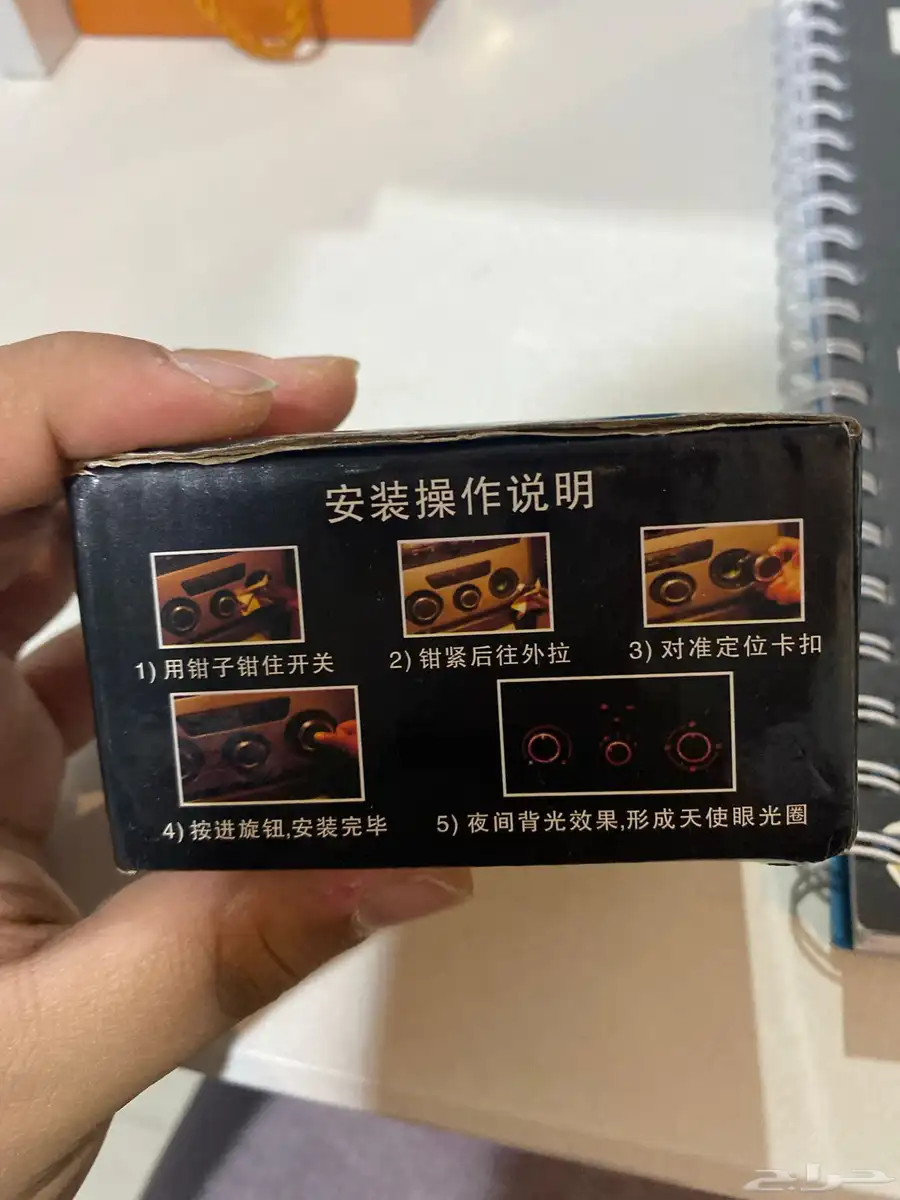 安装操作说明
1) 用钳子钳住开关
2) 钳紧后往外拉
3) 对准定位卡扣
4) 按进旋钮,安装完毕
5) 夜间背光效果,形成天使眼光圈
حراج